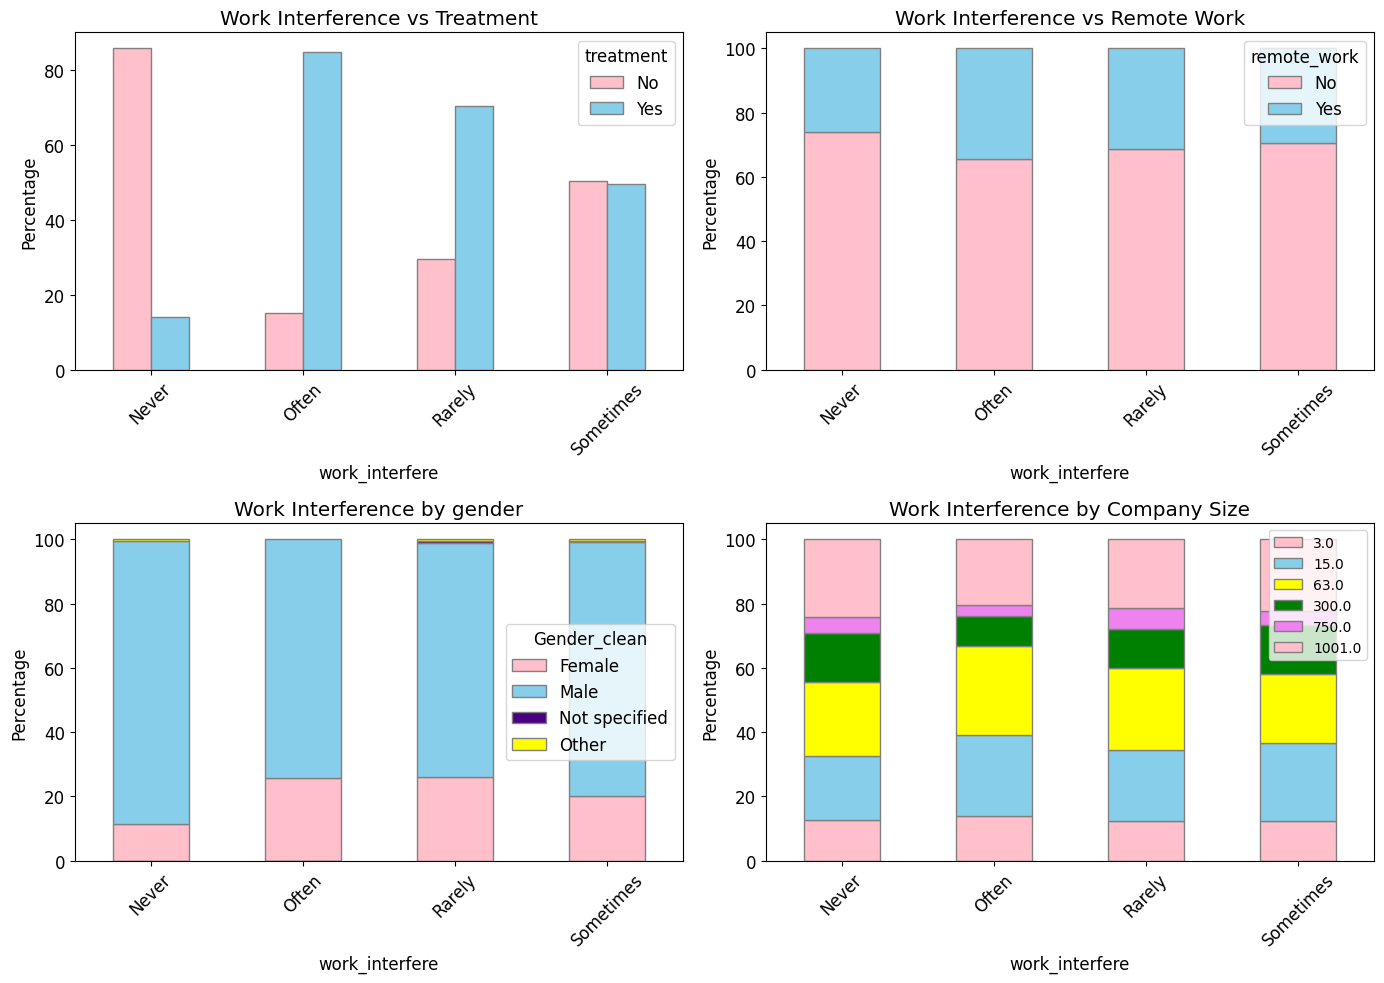 Work Interference vs Treatment
Percentage
80
60
40
20
0
treatment
No
Yes
Never
Often
Rarely
Sometimes
work_interfere
Work Interference vs Remote Work
Percentage
100
80
60
40
20
0
remote_work
No
Yes
Never
Often
Rarely
Sometimes
work_interfere
Work Interference by gender
Percentage
100
80
60
40
20
0
Gender_clean
Female
Male
Not specified
Other
Never
Often
Rarely
Sometimes
work_interfere
Work Interference by Company Size
Percentage
100
80
60
40
20
0
3.0
15.0
63.0
300.0
750.0
1001.0
Never
Often
Rarely
Sometimes
work_interfere